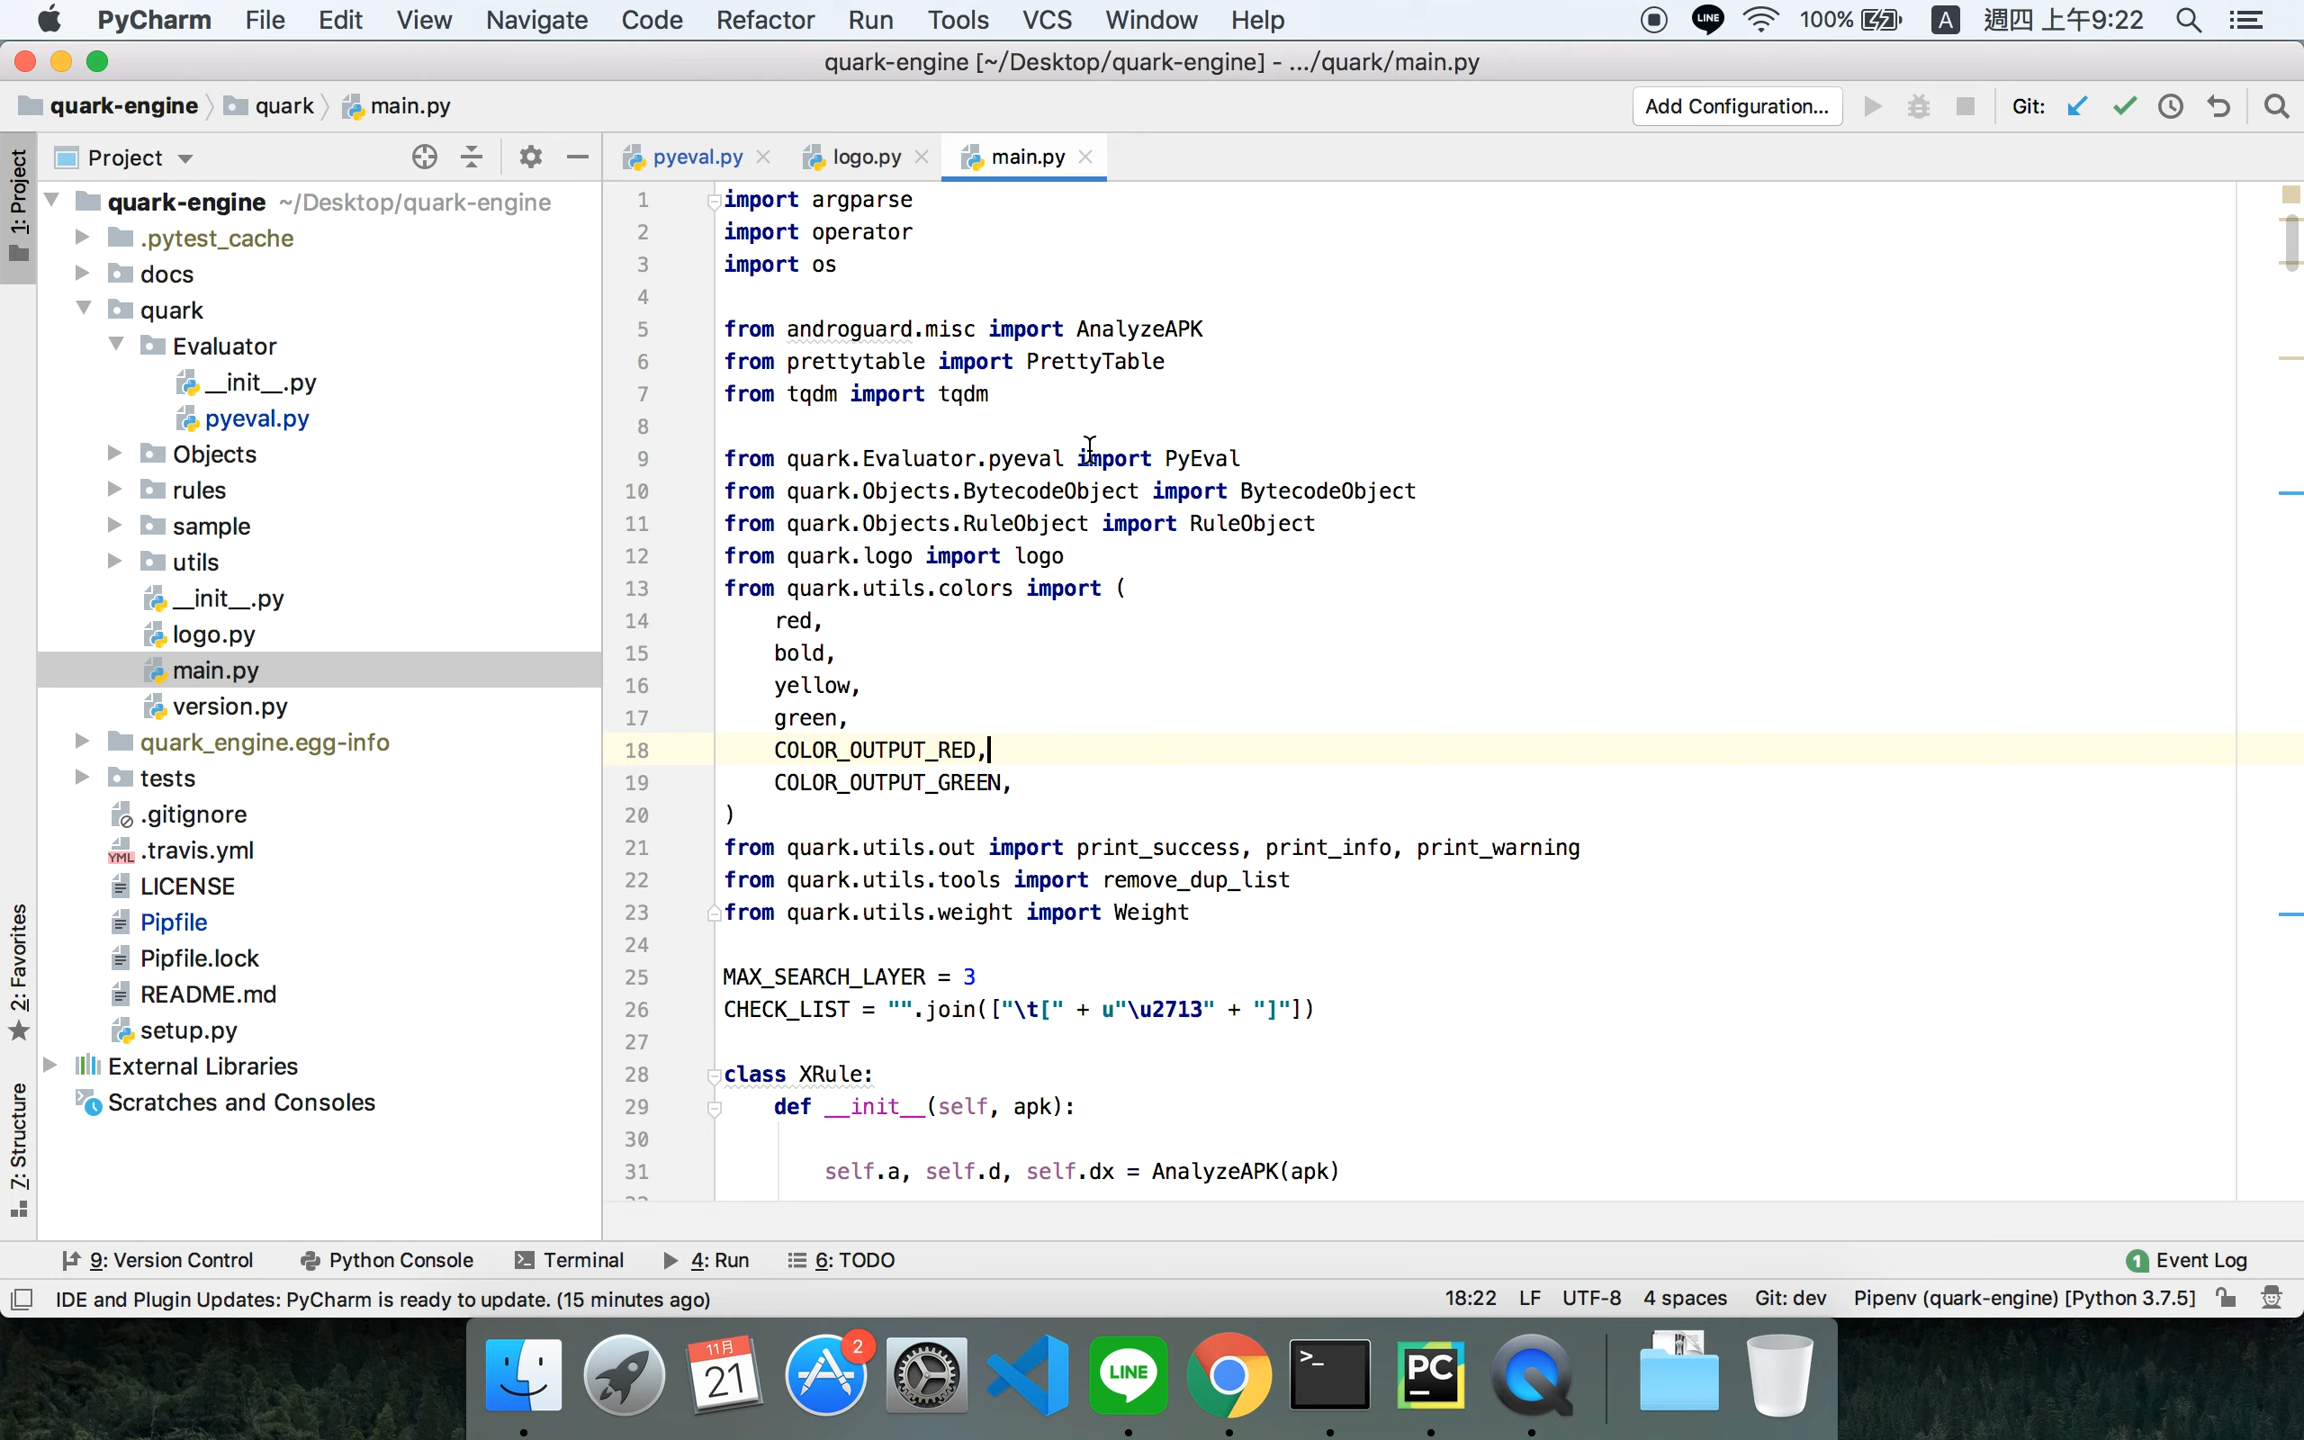 PyCharm File Edit View Navigate Code Refactor Run Tools VCS Window Help LINE 100% A 週四 上午9:22
quark-engine [~/Desktop/quark-engine] - .../quark/main.py
quark-engine quark main.py Add Configuration... Git:
1: Project
Project
pyeval.py logo.py main.py
quark-engine ~/Desktop/quark-engine
.pytest_cache
docs
quark
Evaluator
__init__.py
pyeval.py
Objects
rules
sample
utils
__init__.py
logo.py
main.py
version.py
quark_engine.egg-info
tests
.gitignore
YML .travis.yml
LICENSE
Pipfile
Pipfile.lock
README.md
setup.py
External Libraries
Scratches and Consoles
2: Favorites
7: Structure
1 import argparse
2 import operator
3 import os
4
5 from androguard.misc import AnalyzeAPK
6 from prettytable import PrettyTable
7 from tqdm import tqdm
8
9 from quark.Evaluator.pyeval import PyEval
10 from quark.Objects.BytecodeObject import BytecodeObject
11 from quark.Objects.RuleObject import RuleObject
12 from quark.logo import logo
13 from quark.utils.colors import (
14 red,
15 bold,
16 yellow,
17 green,
18 COLOR_OUTPUT_RED,
19 COLOR_OUTPUT_GREEN,
20 )
21 from quark.utils.out import print_success, print_info, print_warning
22 from quark.utils.tools import remove_dup_list
23 from quark.utils.weight import Weight
24
25 MAX_SEARCH_LAYER = 3
26 CHECK_LIST = "".join(["\t[" + u"\u2713" + "]"])
27
28 class XRule:
29 def __init__(self, apk):
30
31 self.a, self.d, self.dx = AnalyzeAPK(apk)
9: Version Control Python Console Terminal 4: Run 6: TODO 1 Event Log
IDE and Plugin Updates: PyCharm is ready to update. (15 minutes ago) 18:22 LF UTF-8 4 spaces Git: dev Pipenv (quark-engine) [Python 3.7.5]
11月
21
2
LINE
>_
PC